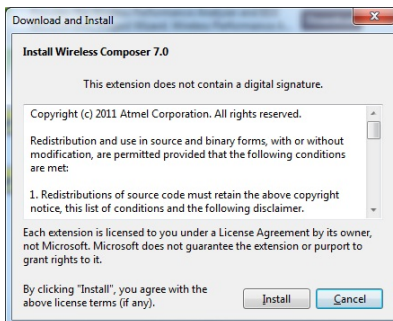 Download and Install
Install Wireless Composer 7.0
This extension does not contain a digital signature.
Copyright (c) 2011 Atmel Corporation. All rights reserved.
Redistribution and use in source and binary forms, with or without
modification, are permitted provided that the following conditions
are met:
1. Redistributions of source code must retain the above copyright
notice, this list of conditions and the following disclaimer.
Each extension is licensed to you under a License Agreement by its owner,
not Microsoft. Microsoft does not guarantee the extension or purport to
grant rights to it.
By clicking "Install", you agree with the
above license terms (if any).
Install
Cancel